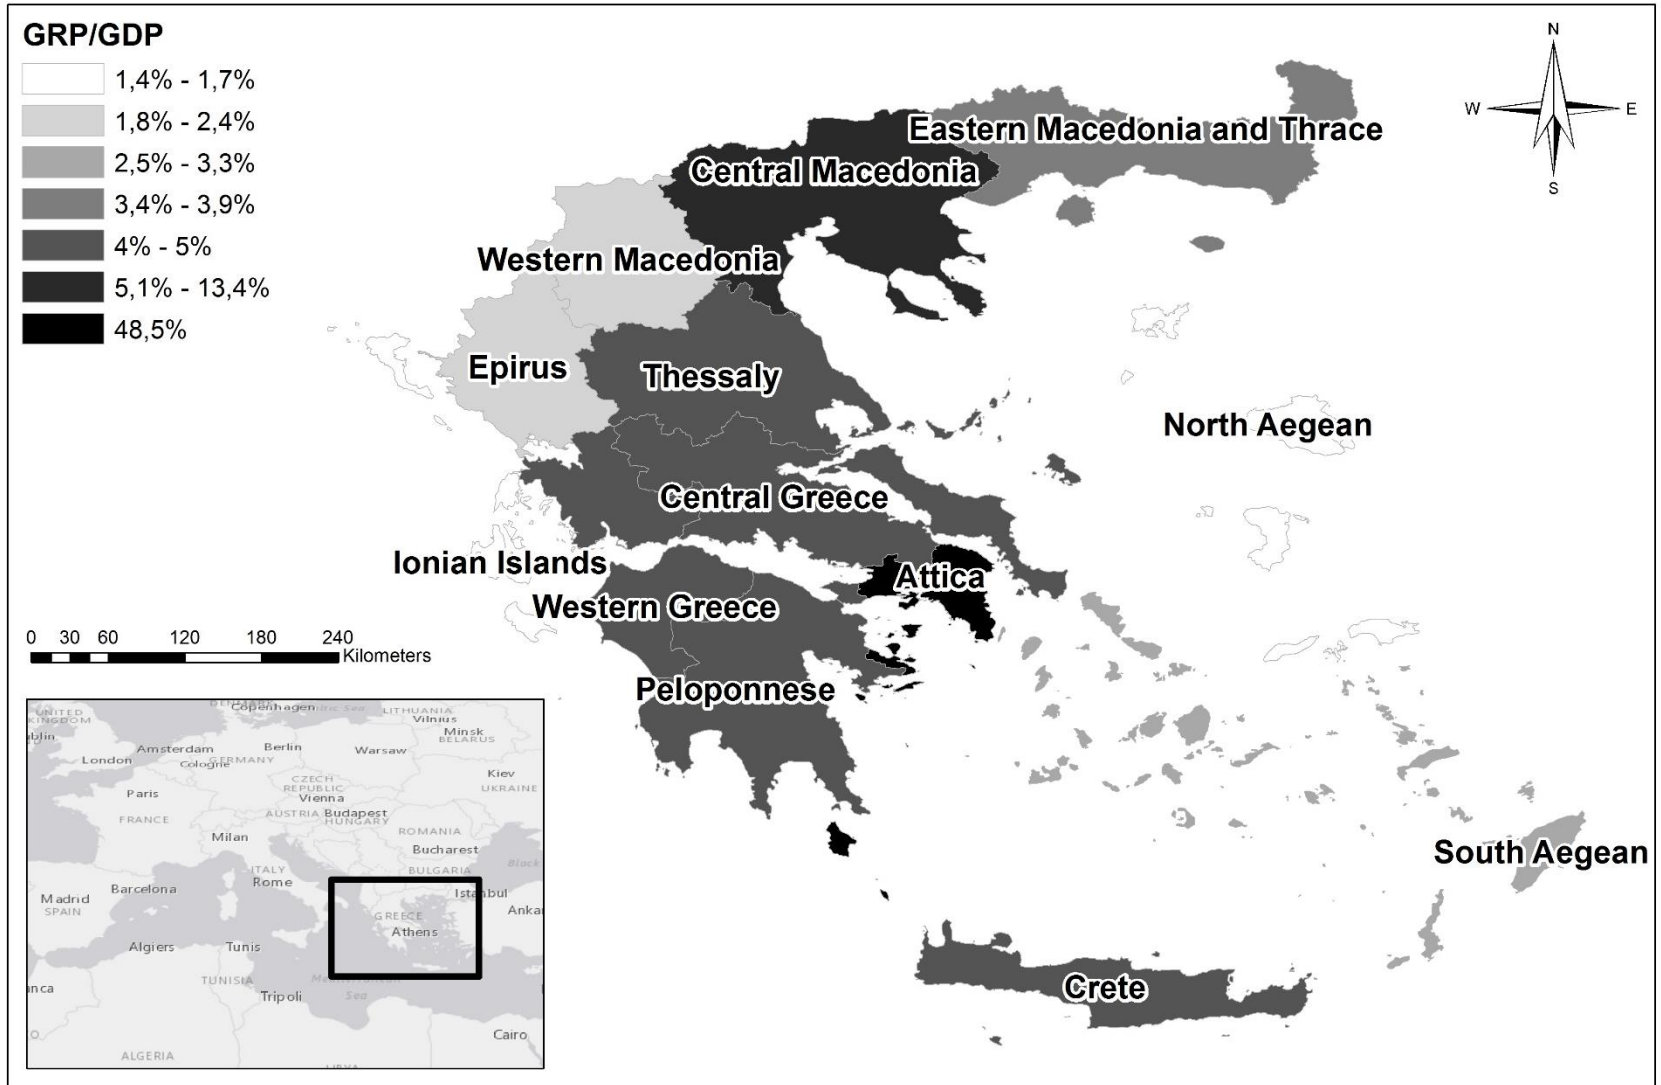 GRP/GDP
1,4% - 1,7%
1,8% - 2,4%
2,5% - 3,3%
3,4% - 3,9%
4% - 5%
5,1% - 13,4%
48,5%
N
W
E
S
Eastern Macedonia and Thrace
Central Macedonia
Western Macedonia
Epirus
Thessaly
North Aegean
Central Greece
Ionian Islands
Attica
Western Greece
Peloponnese
South Aegean
Crete
0 30 60 120 180 240
Kilometers
UNITED
KINGDOM
Copenhagen
LITHUANIA
Vilnius
Minsk
BELARUS
London
Amsterdam
Berlin
Warsaw
Cologne
GERMANY
Kiev
UKRAINE
Paris
CZECH
REPUBLIC
Vienna
FRANCE
AUSTRIA
Budapest
HUNGARY
Milan
ROMANIA
Bucharest
BULGARIA
Black
ITALY
Rome
Barcelona
Madrid
SPAIN
Istanbul
Ankar
GREECE
Athens
Algiers
Tunis
TUNISIA
Sea
Tripoli
Cairo
ALGERIA